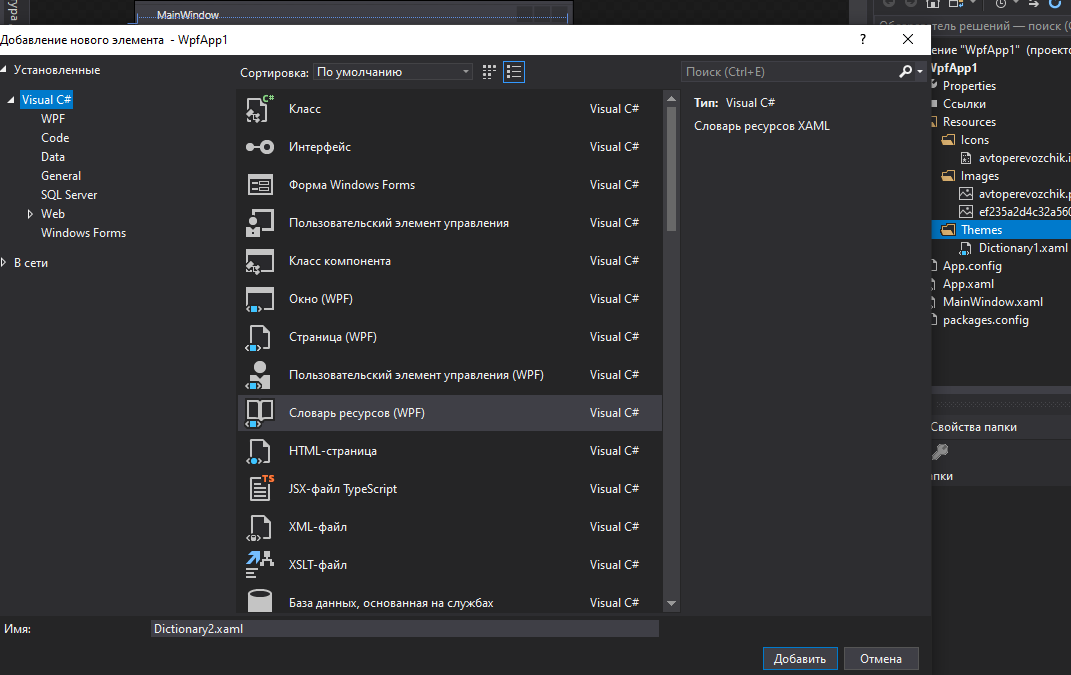 MainWindow
тель решений — поиск (
Добавление нового элемента - WpfApp1
?
Установленные
Visual C#
WPF
Code
Data
General
SQL Server
Web
Windows Forms
В сети
Сортировка: По умолчанию
Класс Visual C#
Интерфейс Visual C#
Форма Windows Forms Visual C#
Пользовательский элемент управления Visual C#
Класс компонента Visual C#
Окно (WPF) Visual C#
Страница (WPF) Visual C#
Пользовательский элемент управления (WPF) Visual C#
Словарь ресурсов (WPF) Visual C#
HTML-страница Visual C#
JSX-файл TypeScript Visual C#
XML-файл Visual C#
XSLT-файл Visual C#
База данных, основанная на службах Visual C#
Поиск (Ctrl+E)
Тип: Visual C#
Словарь ресурсов XAML
ение "WpfApp1" (проекто
WpfApp1
Properties
Ссылки
Resources
Icons
avtoperevozchik.i
Images
avtoperevozchik.p
ef235a2d4c32a560
Themes
Dictionary1.xaml
App.config
App.xaml
MainWindow.xaml
packages.config
Свойства папки
пки
Имя: Dictionary2.xaml
Добавить Отмена